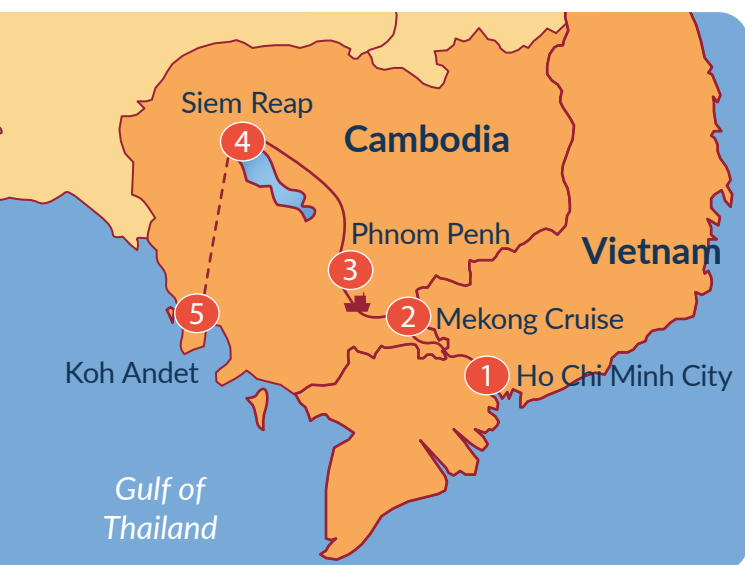 Siem Reap
4
Cambodia
Phnom Penh
3
Vietnam
5
2
Mekong Cruise
Koh Andet
1
Ho Chi Minh City
Gulf of
Thailand